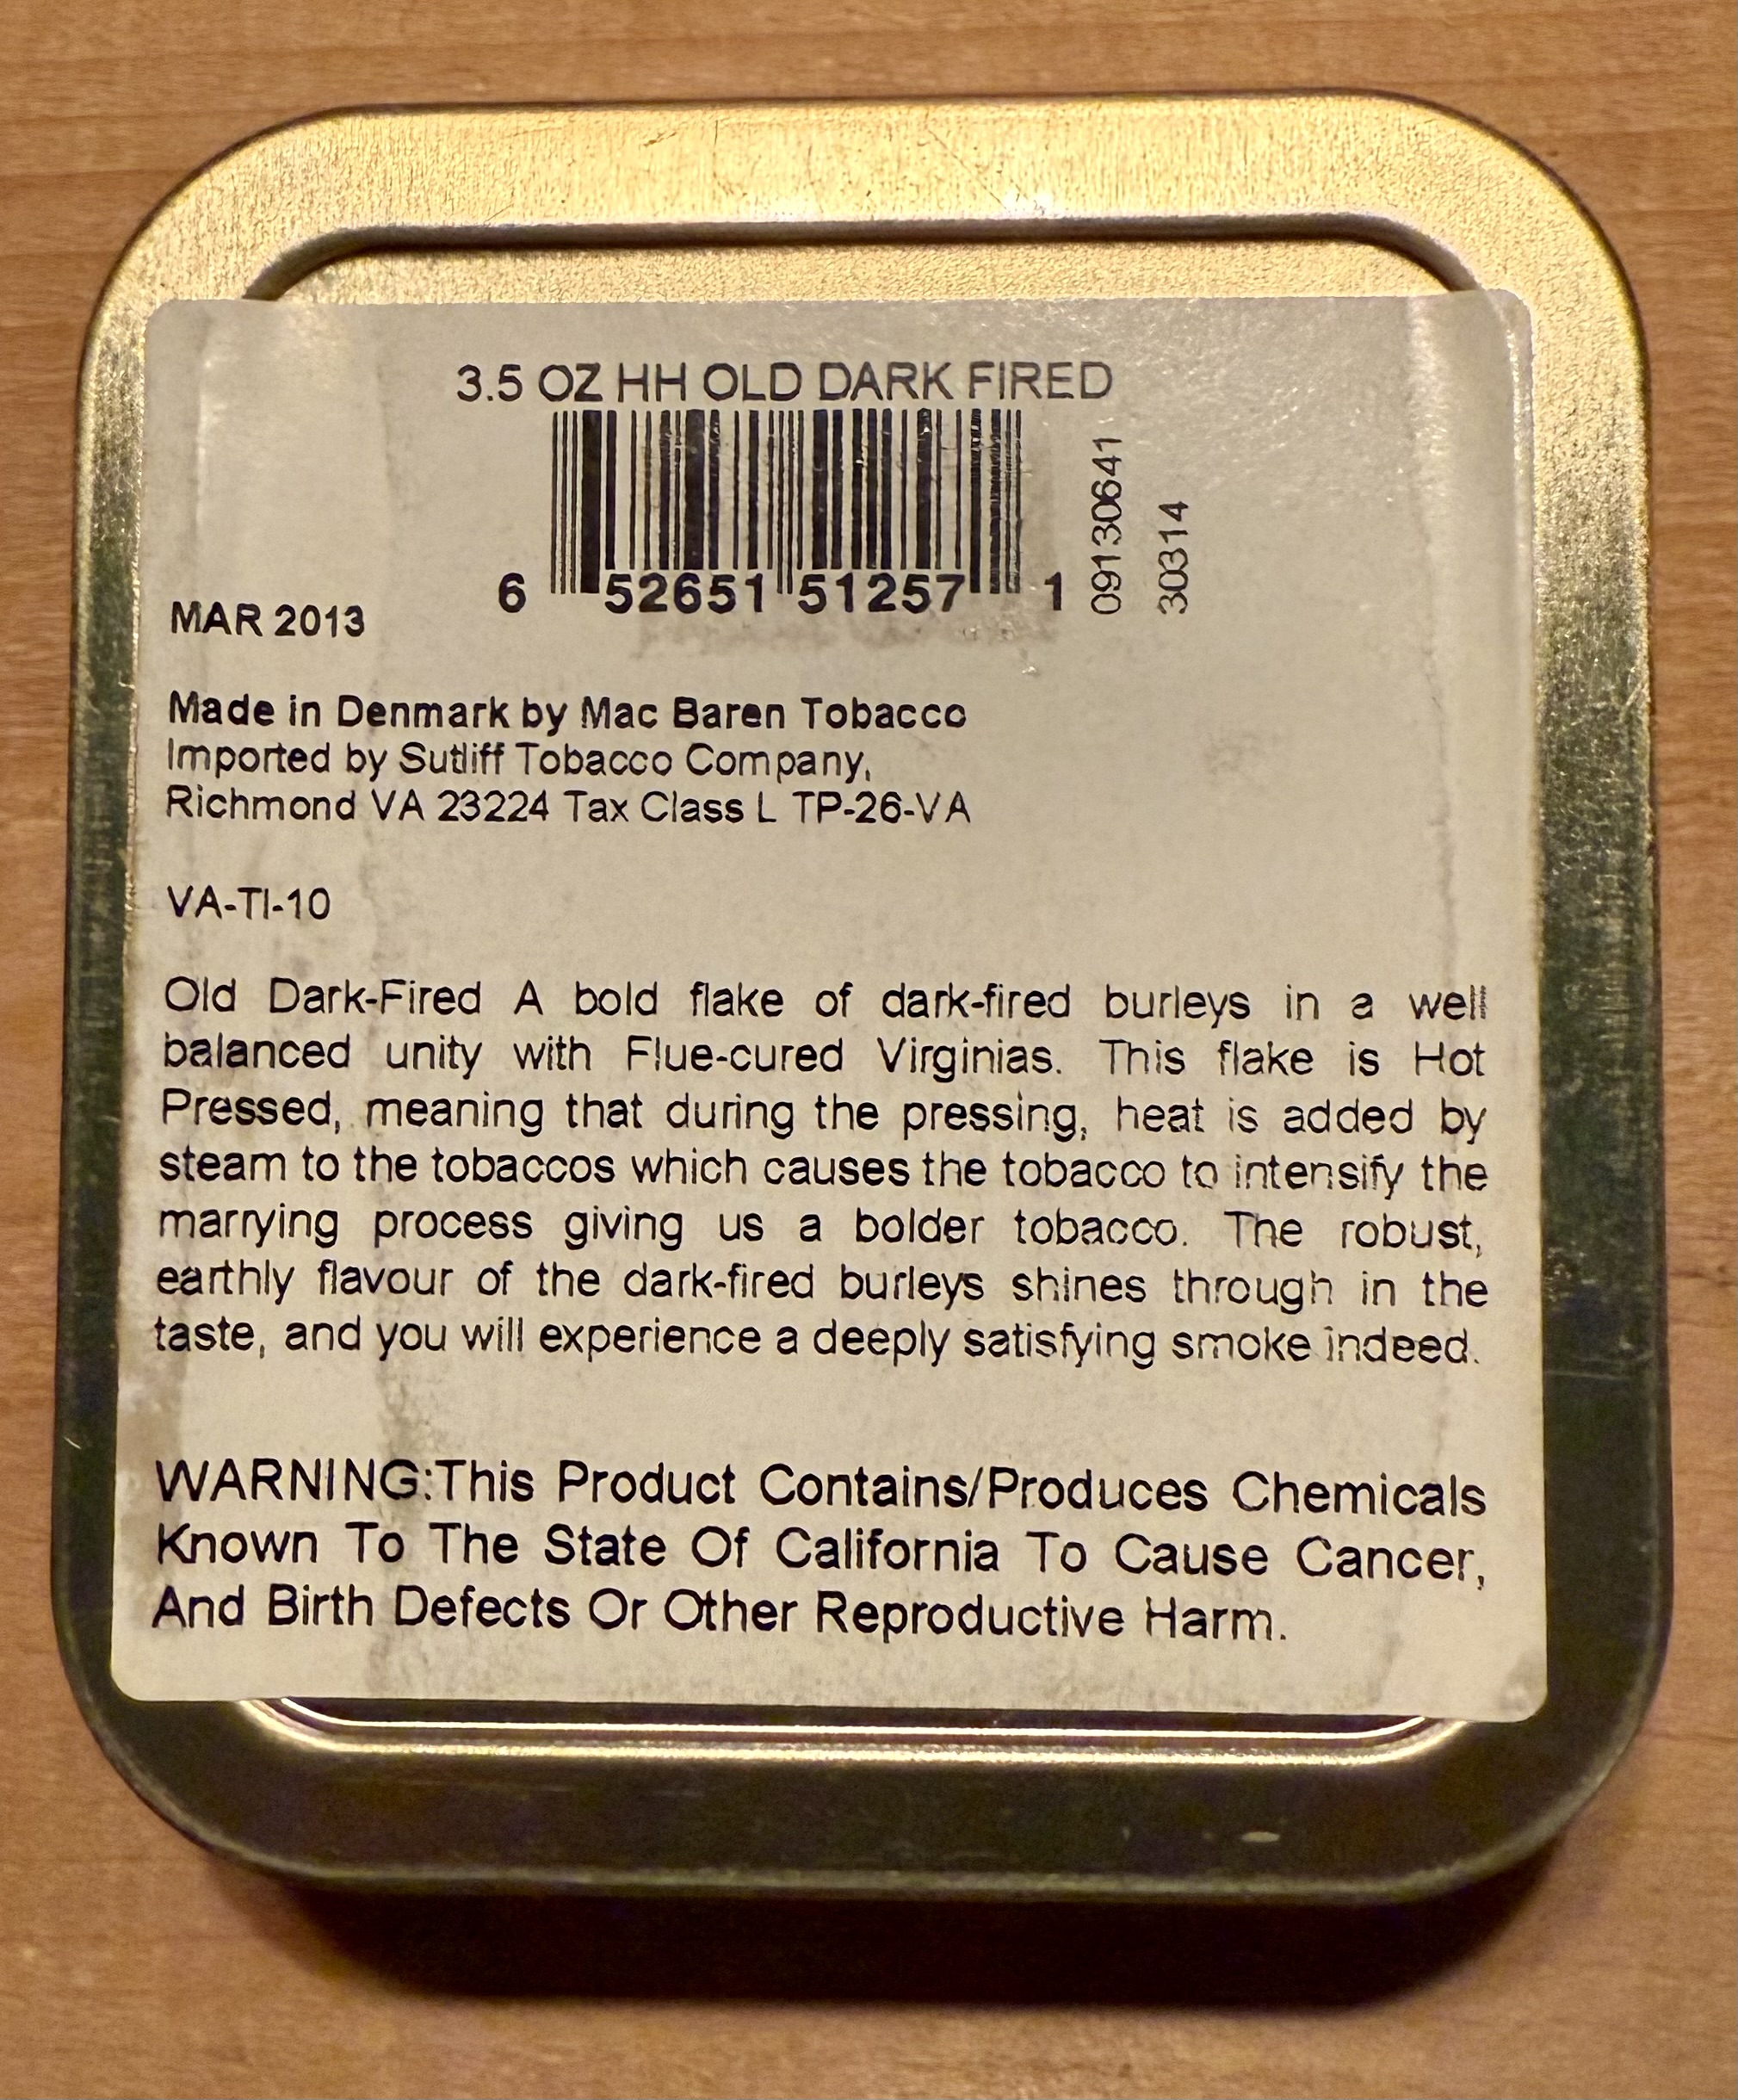 3.5 OZ HH OLD DARK FIRED
6 52651 51257 1
09130641
30314
MAR 2013
Made in Denmark by Mac Baren Tobacco
Imported by Sutliff Tobacco Company,
Richmond VA 23224 Tax Class L TP-26-VA
VA-TI-10
Old Dark-Fired A bold flake of dark-fired burleys in a well
balanced unity with Flue-cured Virginias. This flake is Hot
Pressed, meaning that during the pressing, heat is added by
steam to the tobaccos which causes the tobacco to intensify the
marrying process giving us a bolder tobacco. The robust,
earthly flavour of the dark-fired burleys shines through in the
taste, and you will experience a deeply satisfying smoke indeed.
WARNING:This Product Contains/Produces Chemicals
Known To The State Of California To Cause Cancer,
And Birth Defects Or Other Reproductive Harm.